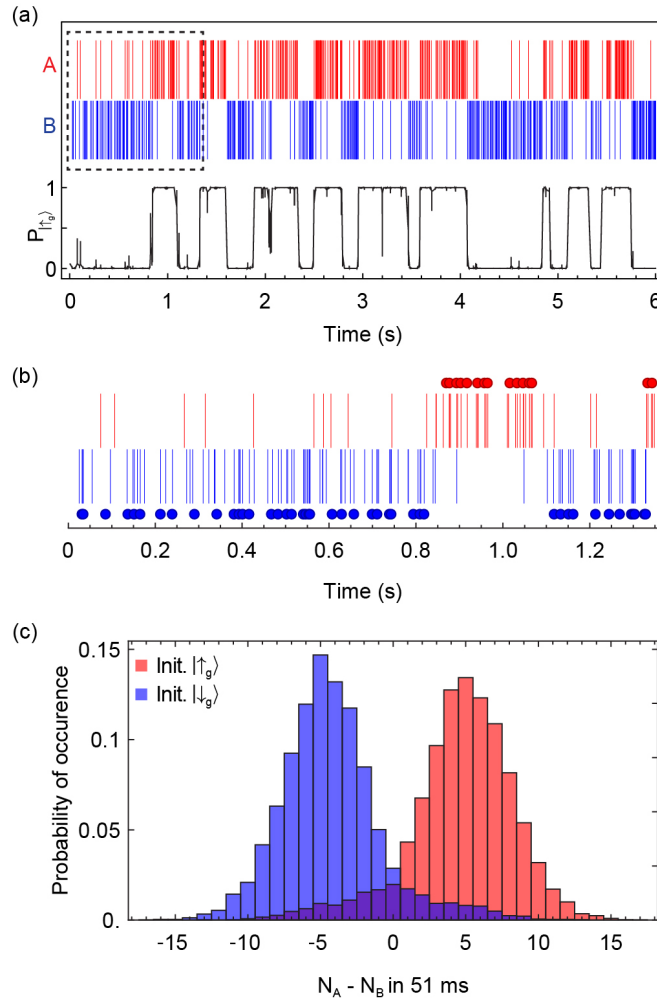 (a)
A
B
1
P|↑g⟩
0
0 1 2 3 4 5 6
Time (s)
(b)
0 0.2 0.4 0.6 0.8 1.0 1.2
Time (s)
(c)
0.15
Init. |↑g⟩
Init. |↓g⟩
0.1
Probability of occurence
0.05
0.
-15 -10 -5 0 5 10 15
NA - NB in 51 ms